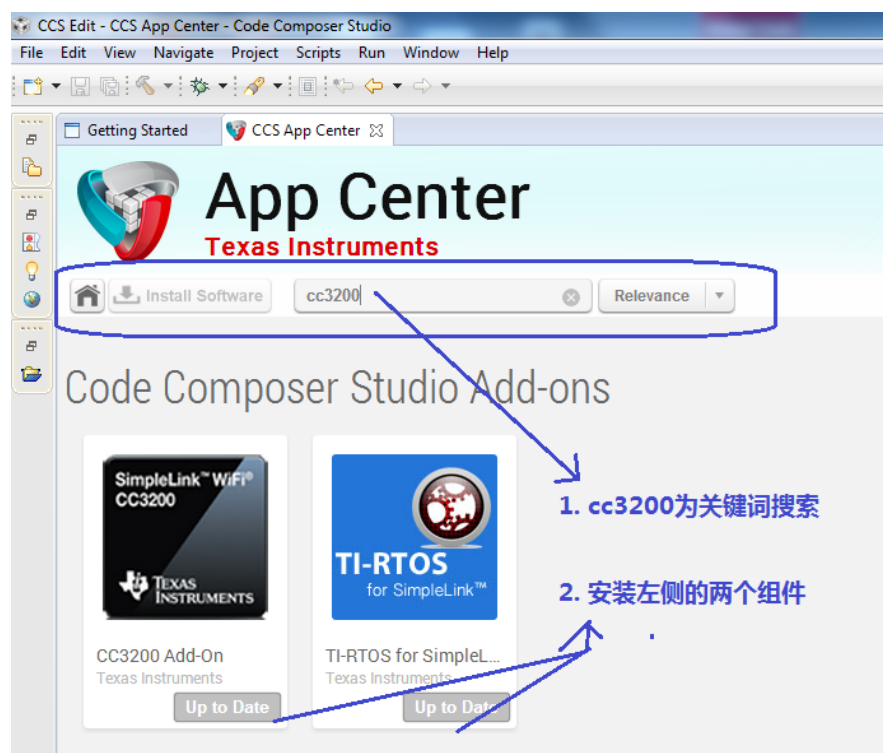 CCS Edit - CCS App Center - Code Composer Studio
File Edit View Navigate Project Scripts Run Window Help
Getting Started CCS App Center
App Center
Texas Instruments
Install Software cc3200 Relevance
Code Composer Studio Add-ons
SimpleLink™ WiFi®
CC3200
TEXAS
INSTRUMENTS
TI-RTOS
for SimpleLink™
1. cc3200为关键词搜索
2. 安装左侧的两个组件
CC3200 Add-On TI-RTOS for SimpleL...
Texas Instruments Texas Instruments
Up to Date Up to Date